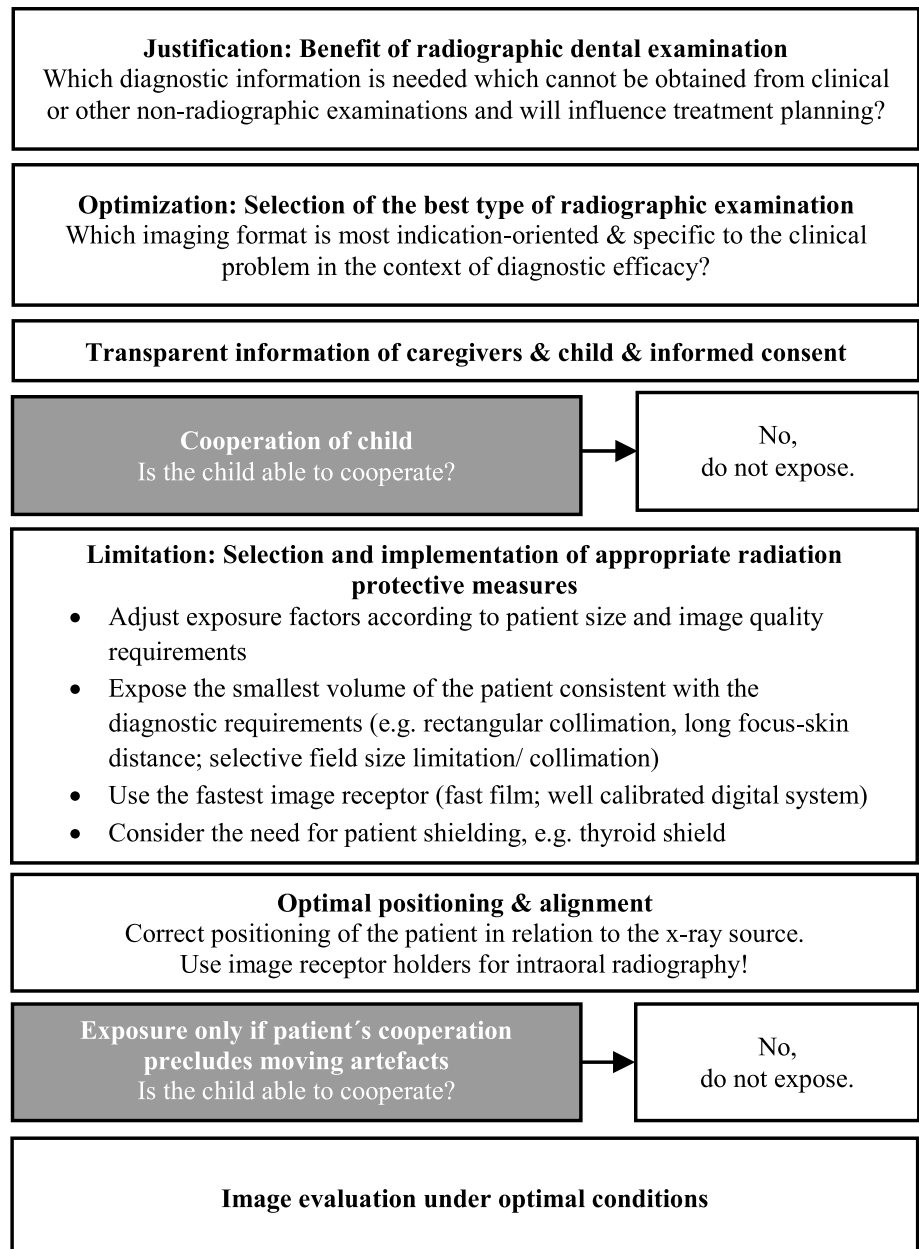 Justification: Benefit of radiographic dental examination
Which diagnostic information is needed which cannot be obtained from clinical
or other non-radiographic examinations and will influence treatment planning?
Optimization: Selection of the best type of radiographic examination
Which imaging format is most indication-oriented & specific to the clinical
problem in the context of diagnostic efficacy?
Transparent information of caregivers & child & informed consent
Cooperation of child
Is the child able to cooperate?
No,
do not expose.
Limitation: Selection and implementation of appropriate radiation
protective measures
• Adjust exposure factors according to patient size and image quality
requirements
• Expose the smallest volume of the patient consistent with the
diagnostic requirements (e.g. rectangular collimation, long focus-skin
distance; selective field size limitation/ collimation)
• Use the fastest image receptor (fast film; well calibrated digital system)
• Consider the need for patient shielding, e.g. thyroid shield
Optimal positioning & alignment
Correct positioning of the patient in relation to the x-ray source.
Use image receptor holders for intraoral radiography!
Exposure only if patient´s cooperation
precludes moving artefacts
Is the child able to cooperate?
No,
do not expose.
Image evaluation under optimal conditions